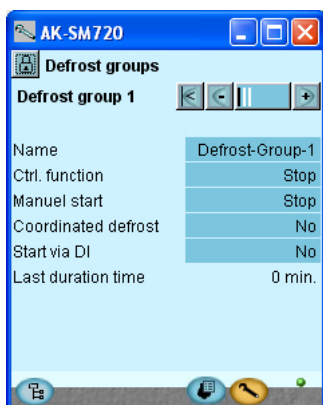 AK-SM720
Defrost groups
Defrost group 1
Name Defrost-Group-1
Ctrl. function Stop
Manuel start Stop
Coordinated defrost No
Start via DI No
Last duration time 0 min.